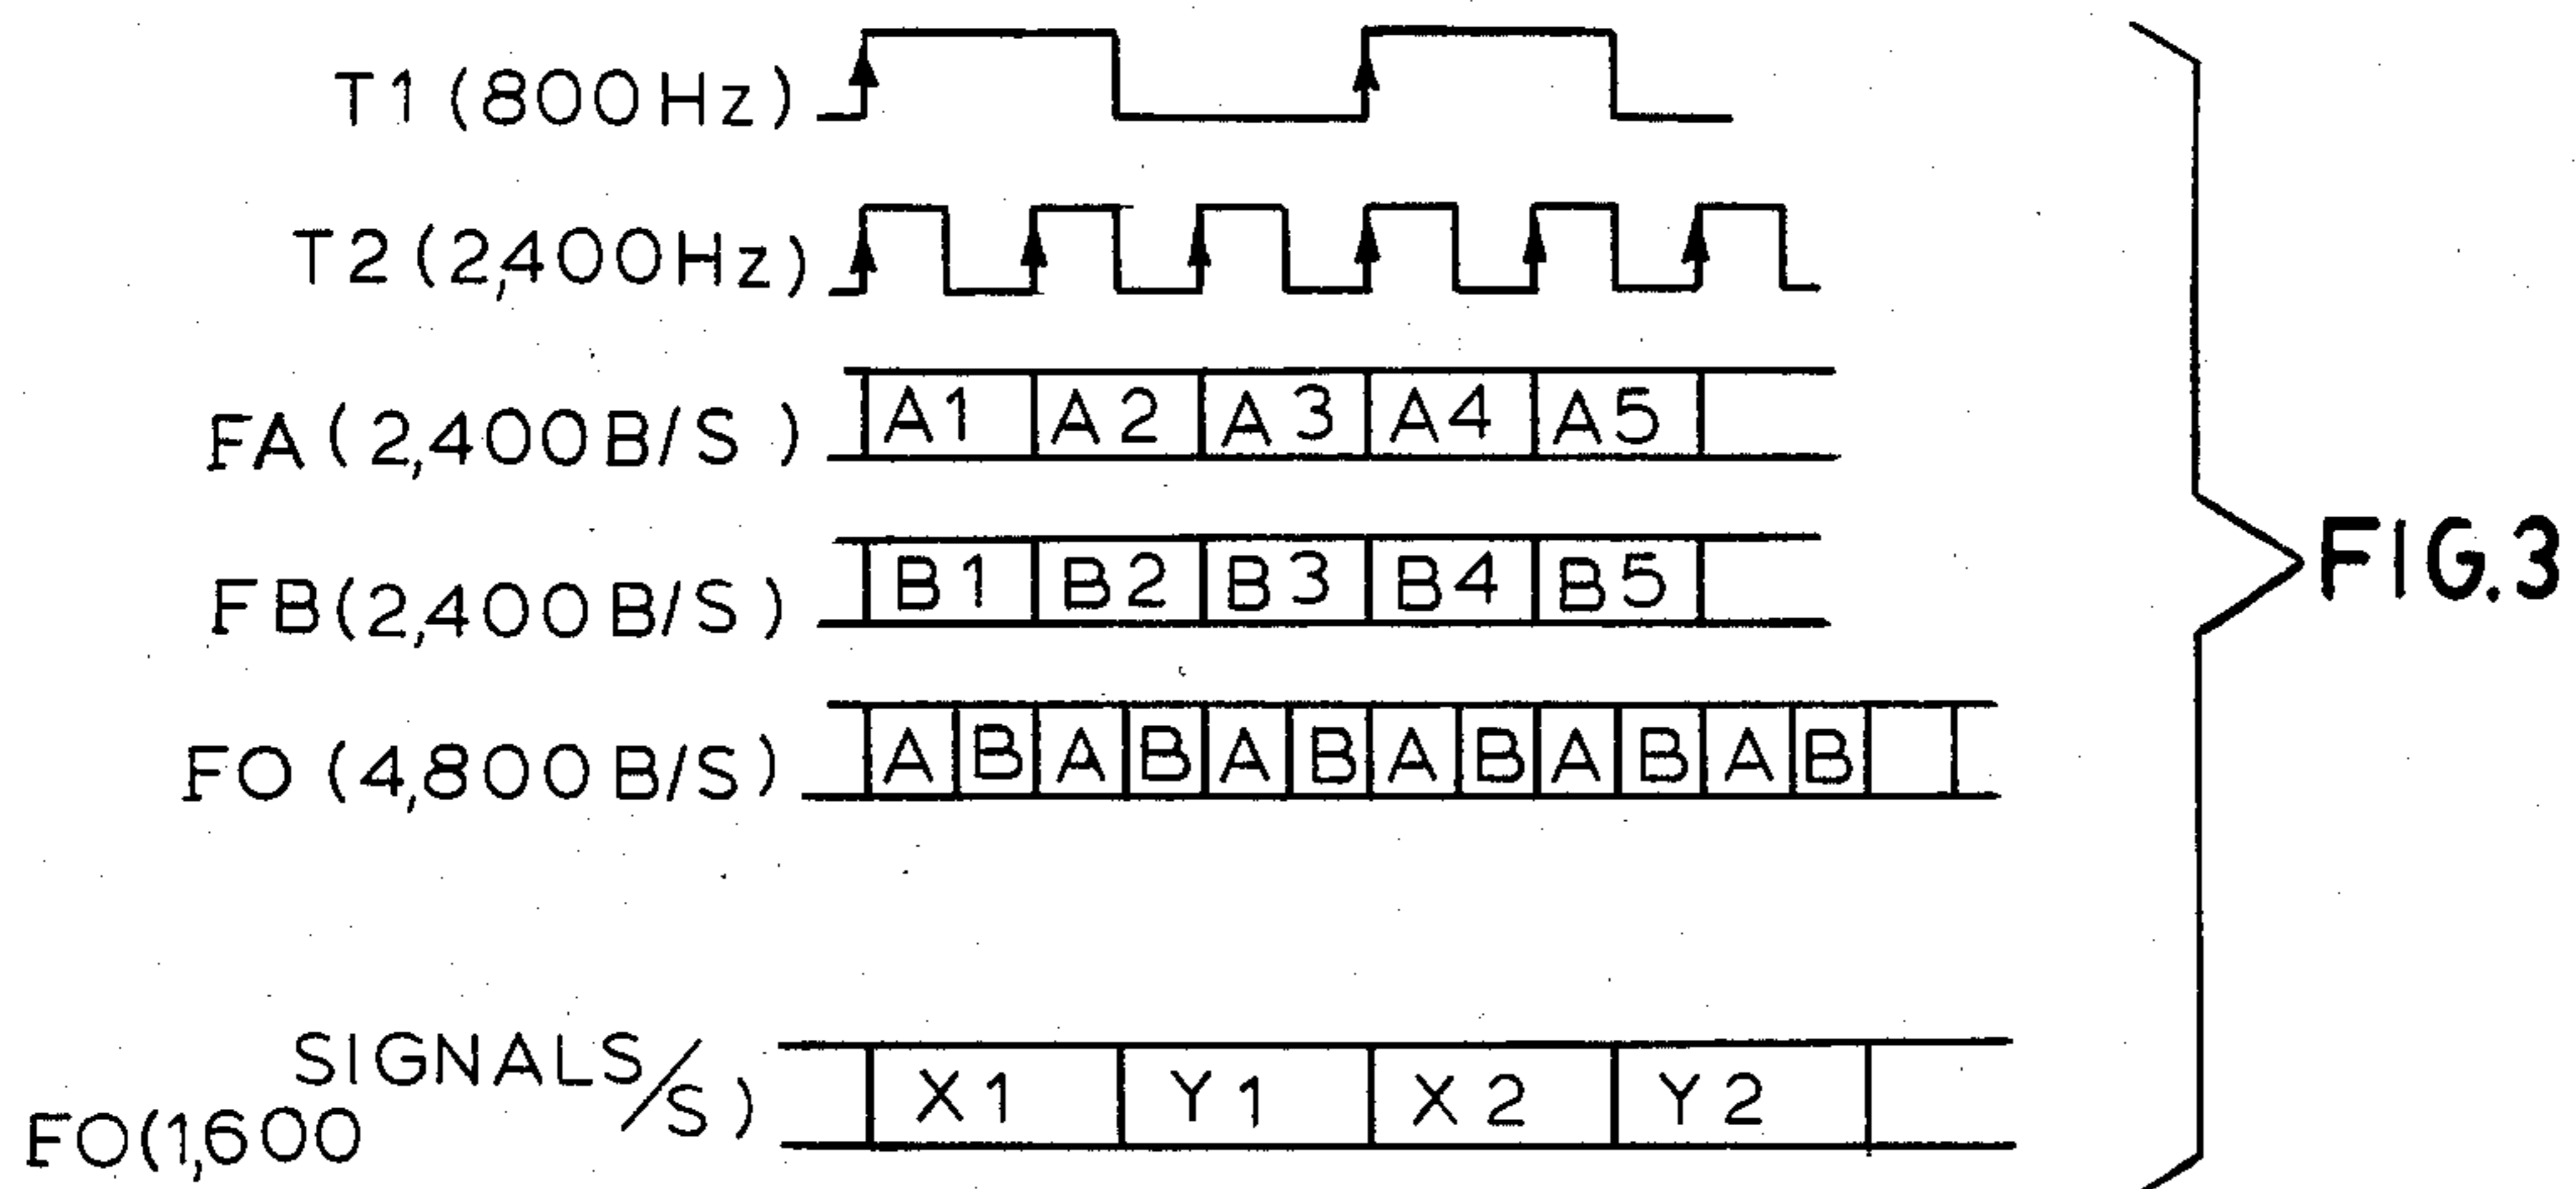 T1 (800Hz)
T2 (2,400Hz)
FA (2,400B/S)
A1 A2 A3 A4 A5
FB (2,400B/S)
B1 B2 B3 B4 B5
FO (4,800B/S)
A B A B A B A B A B A B
SIGNALS/S)
FO(1,600
X1 Y1 X2 Y2
FIG.3